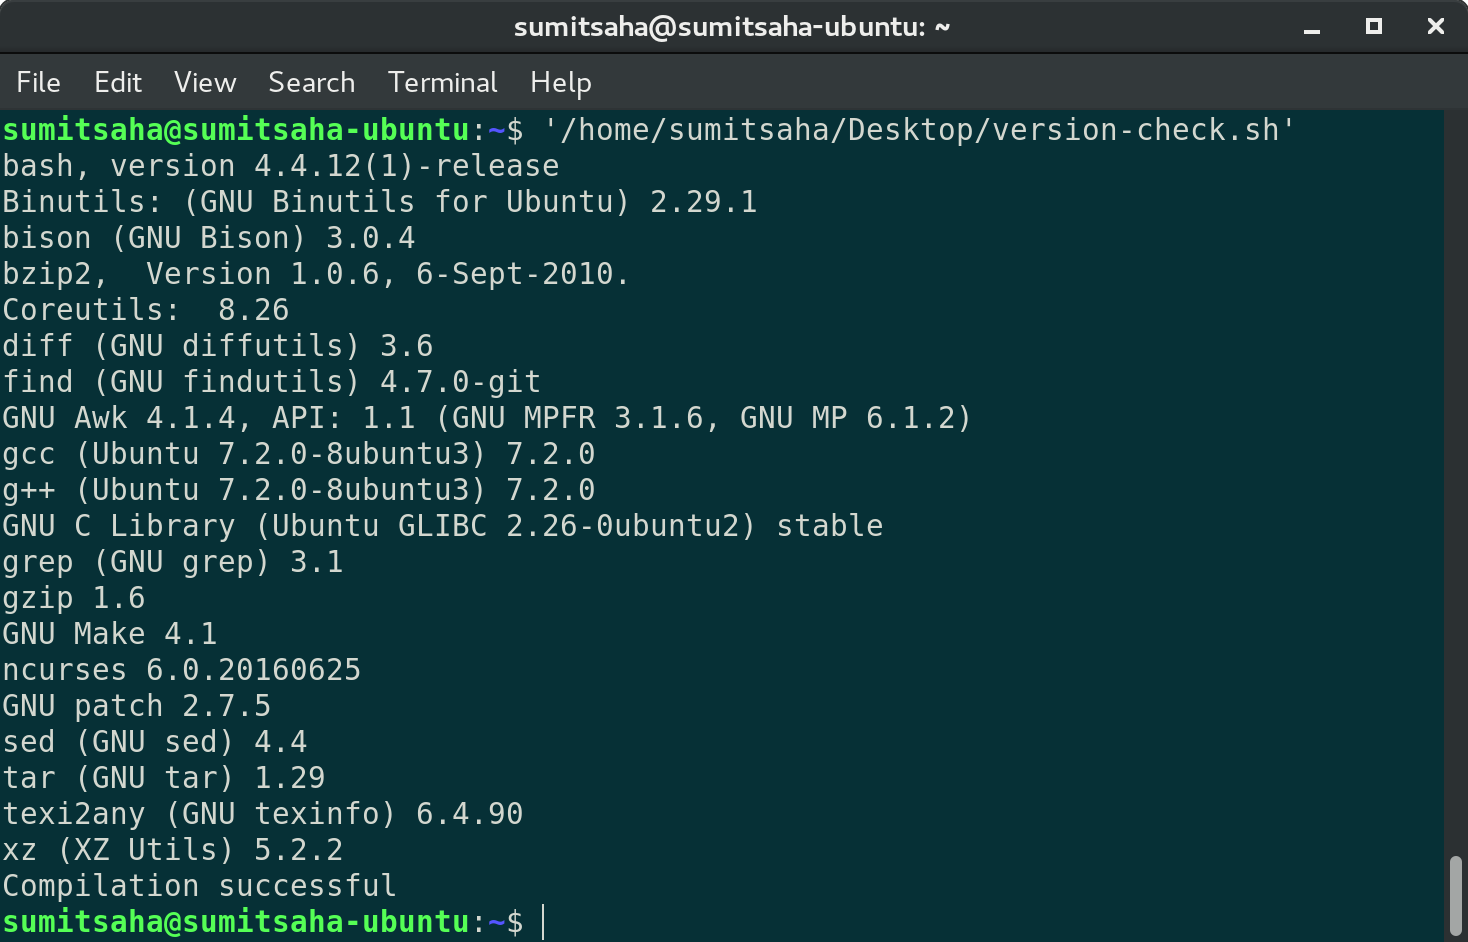 sumitsaha@sumitsaha-ubuntu: ~
File Edit View Search Terminal Help
sumitsaha@sumitsaha-ubuntu:~$ '/home/sumitsaha/Desktop/version-check.sh'
bash, version 4.4.12(1)-release
Binutils: (GNU Binutils for Ubuntu) 2.29.1
bison (GNU Bison) 3.0.4
bzip2,  Version 1.0.6, 6-Sept-2010.
Coreutils:  8.26
diff (GNU diffutils) 3.6
find (GNU findutils) 4.7.0-git
GNU Awk 4.1.4, API: 1.1 (GNU MPFR 3.1.6, GNU MP 6.1.2)
gcc (Ubuntu 7.2.0-8ubuntu3) 7.2.0
g++ (Ubuntu 7.2.0-8ubuntu3) 7.2.0
GNU C Library (Ubuntu GLIBC 2.26-0ubuntu2) stable
grep (GNU grep) 3.1
gzip 1.6
GNU Make 4.1
ncurses 6.0.20160625
GNU patch 2.7.5
sed (GNU sed) 4.4
tar (GNU tar) 1.29
texi2any (GNU texinfo) 6.4.90
xz (XZ Utils) 5.2.2
Compilation successful
sumitsaha@sumitsaha-ubuntu:~$